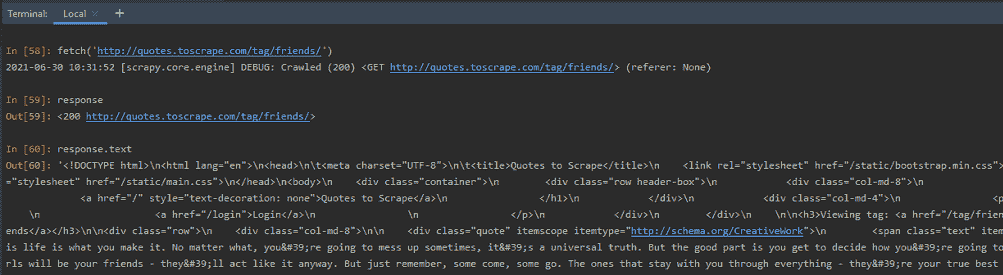 Terminal: Local × +
In [58]: fetch('http://quotes.toscrape.com/tag/friends/')
2021-06-30 10:31:52 [scrapy.core.engine] DEBUG: Crawled (200) <GET http://quotes.toscrape.com/tag/friends/> (referer: None)
In [59]: response
Out[59]: <200 http://quotes.toscrape.com/tag/friends/>
In [60]: response.text
Out[60]: '<!DOCTYPE html>\n<html lang="en">\n<head>\n\t<meta charset="UTF-8">\n\t<title>Quotes to Scrape</title>\n    <link rel="stylesheet" href="/static/bootstrap.min.css">
="stylesheet" href="/static/main.css">\n</head>\n<body>\n    <div class="container">\n        <div class="row header-box">\n            <div class="col-md-8">\n
<a href="/" style="text-decoration: none">Quotes to Scrape</a>\n                </h1>\n            </div>\n            <div class="col-md-4">\n                <p
\n                    <a href="/login">Login</a>\n                \n                </p>\n            </div>\n        </div>\n    \n\n<h3>Viewing tag: <a href="/tag/frie
ends</a></h3>\n\n<div class="row">\n    <div class="col-md-8">\n\n    <div class="quote" itemscope itemtype="http://schema.org/CreativeWork">\n        <span class="text" item
is life is what you make it. No matter what, you&#39;re going to mess up sometimes, it&#39;s a universal truth. But the good part is you get to decide how you&#39;re going to
rls will be your friends - they&#39;ll act like it anyway. But just remember, some come, some go. The ones that stay with you through everything - they&#39;re your true best